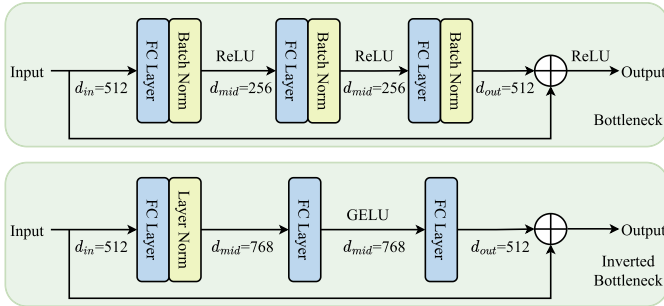 Input
d_in=512
FC Layer
Batch Norm
ReLU
d_mid=256
FC Layer
Batch Norm
ReLU
d_mid=256
FC Layer
Batch Norm
d_out=512
ReLU
Output
Bottleneck
Input
d_in=512
FC Layer
Layer Norm
d_mid=768
FC Layer
GELU
d_mid=768
FC Layer
d_out=512
Output
Inverted
Bottleneck